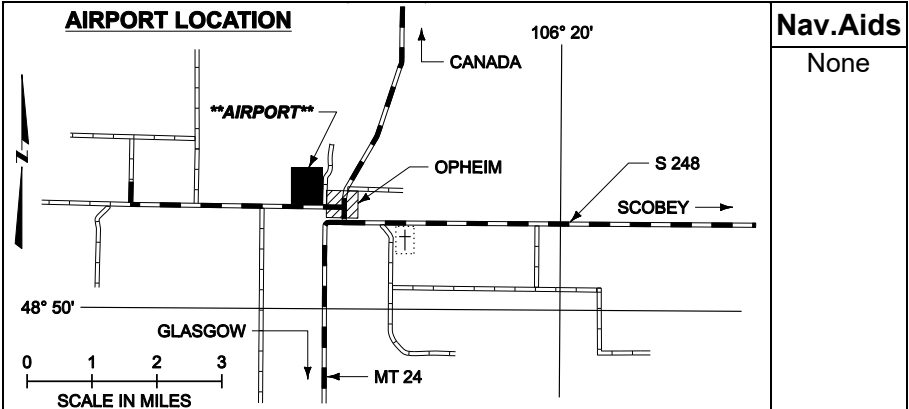 AIRPORT LOCATION
Nav.Aids
None
106° 20'
CANADA
**AIRPORT**
N
OPHEIM
S 248
SCOBEY
48° 50'
GLASGOW
0 1 2 3
MT 24
SCALE IN MILES